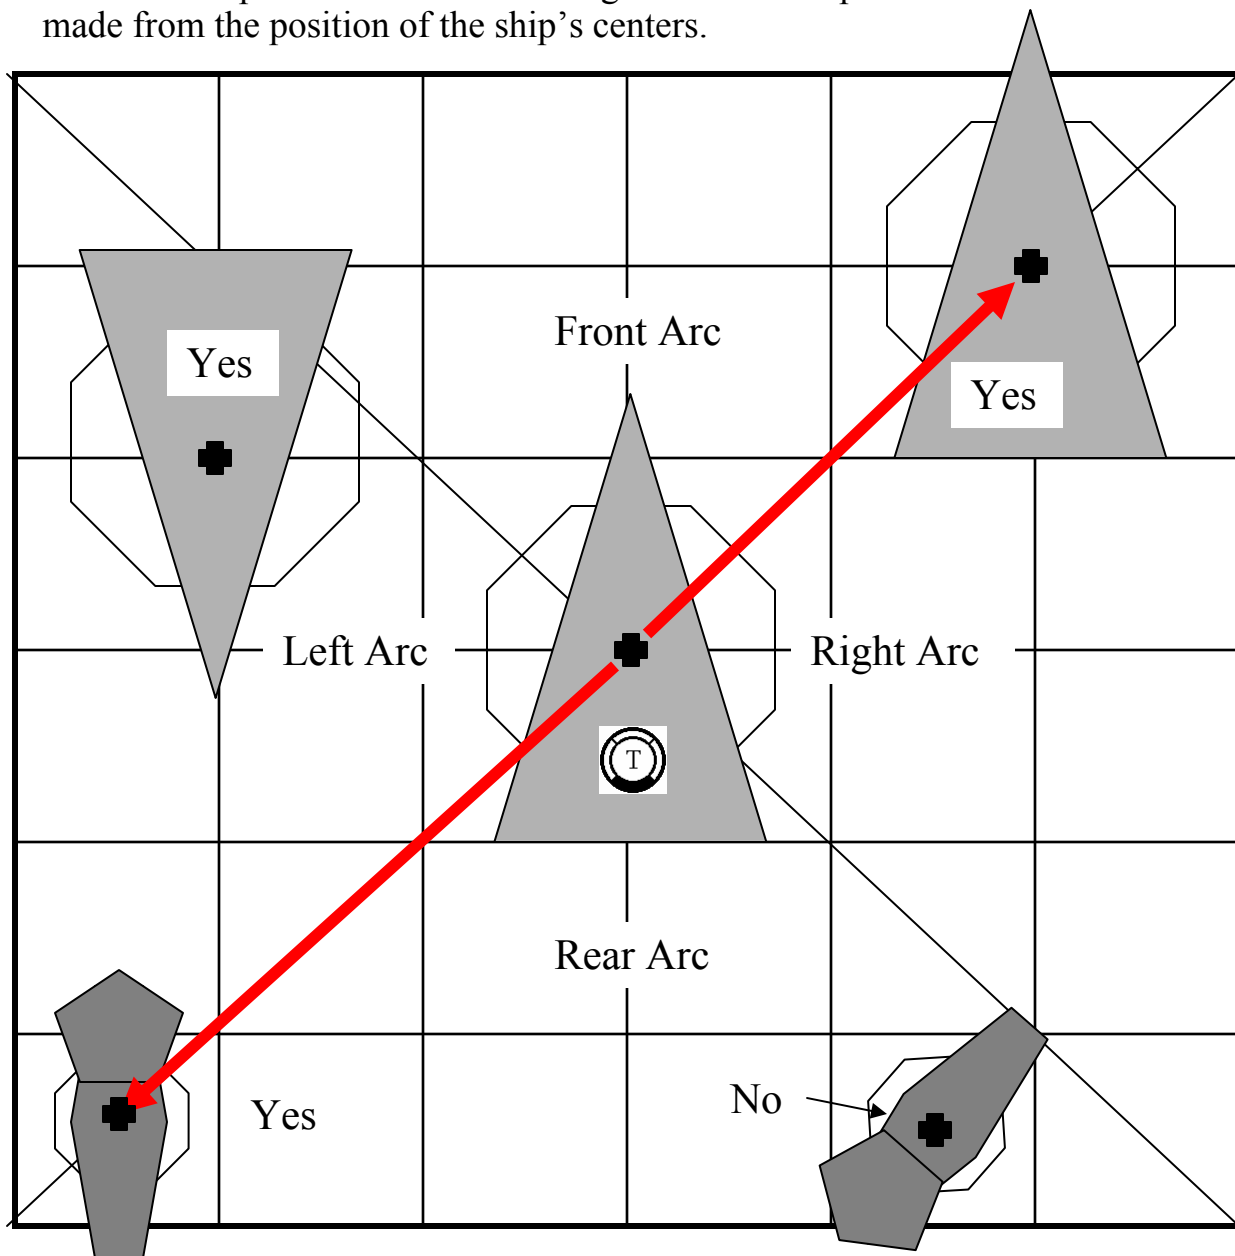 made from the position of the ship's centers.
Front Arc
Yes
Yes
Left Arc
Right Arc
T
Rear Arc
No
Yes